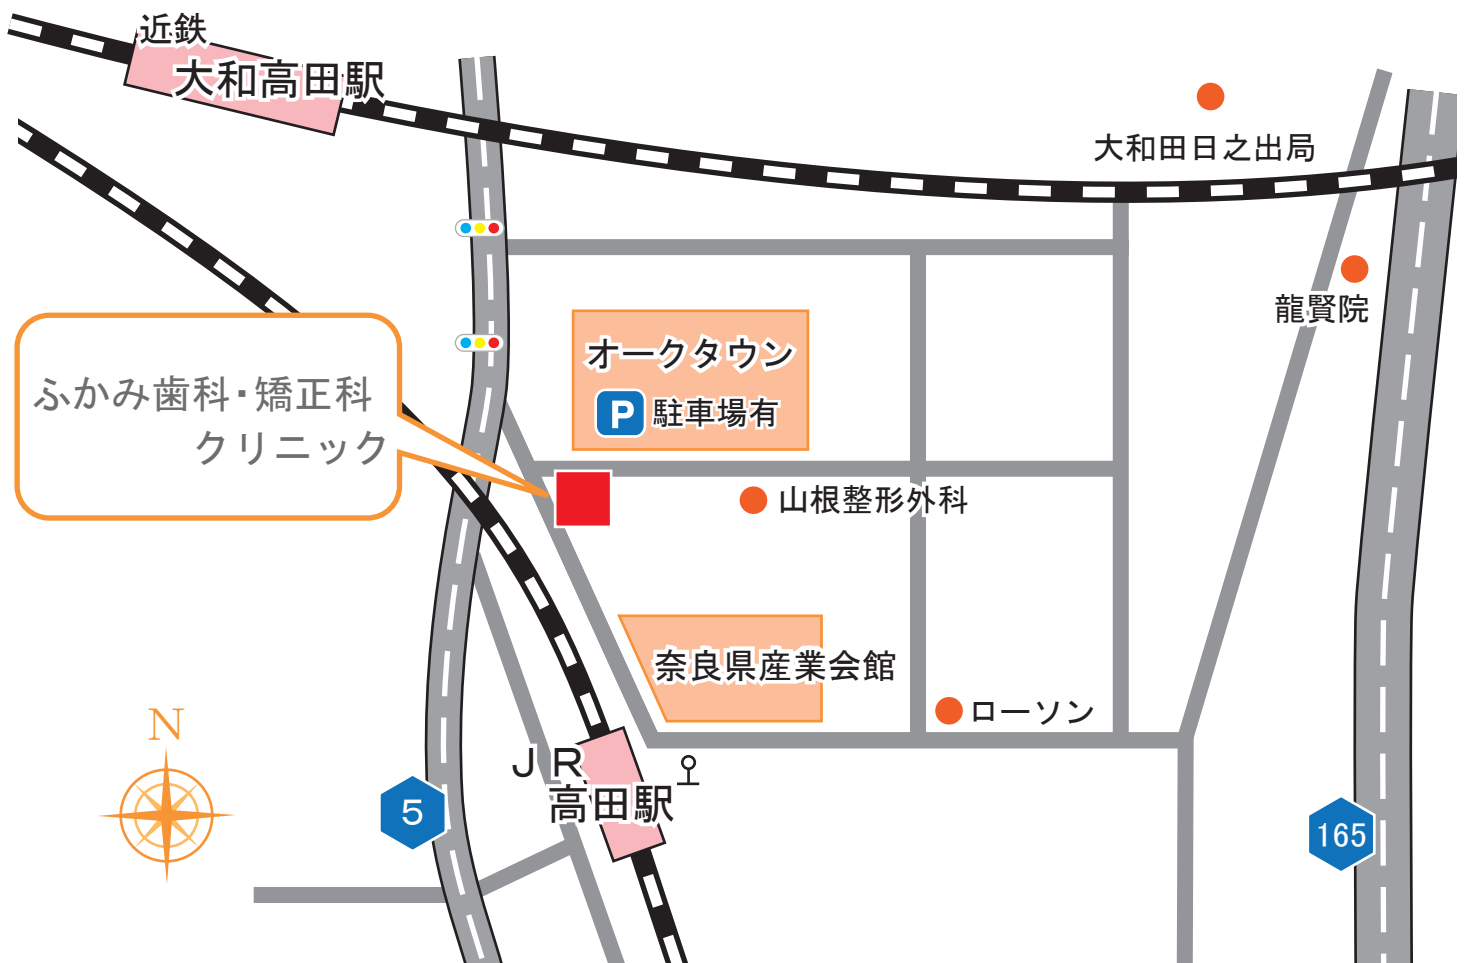 近鉄
大和高田駅
大和田日之出局
龍賢院
オークタウン
P 駐車場有
ふかみ歯科・矯正科
クリニック
山根整形外科
奈良県産業会館
ローソン
N
JR
高田駅
5
165